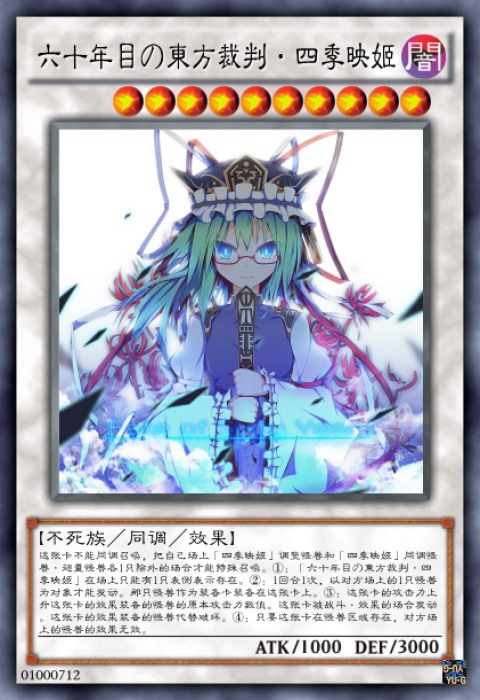 六十年目の東方裁判・四季映姫
闇
【不死族／同调／效果】
这张卡不能同调召唤，把自己场上「四季映姬」调整怪兽和「四季映姬」同调怪
兽·超量怪兽各1只除外的场合才能特殊召唤。①：「六十年目の東方裁判·四
季映姬」在场上只能有1只表侧表示存在。②：1回合1次，以对方场上的1只怪兽
为对象才能发动。那只怪兽作为装备卡装备在这张卡上。③：这张卡的攻击力上
升这张卡的效果装备的怪兽的原本攻击力数值。这张卡被战斗·效果的场合发动
。这张卡的效果装备的怪兽代替破坏。④：只要这张卡在怪兽区域存在，对方场
上的怪兽的效果无效。
ATK/1000 DEF/3000
01000712